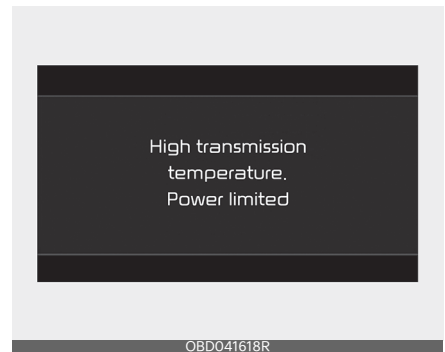 High transmission
temperature.
Power limited
OBD041618R